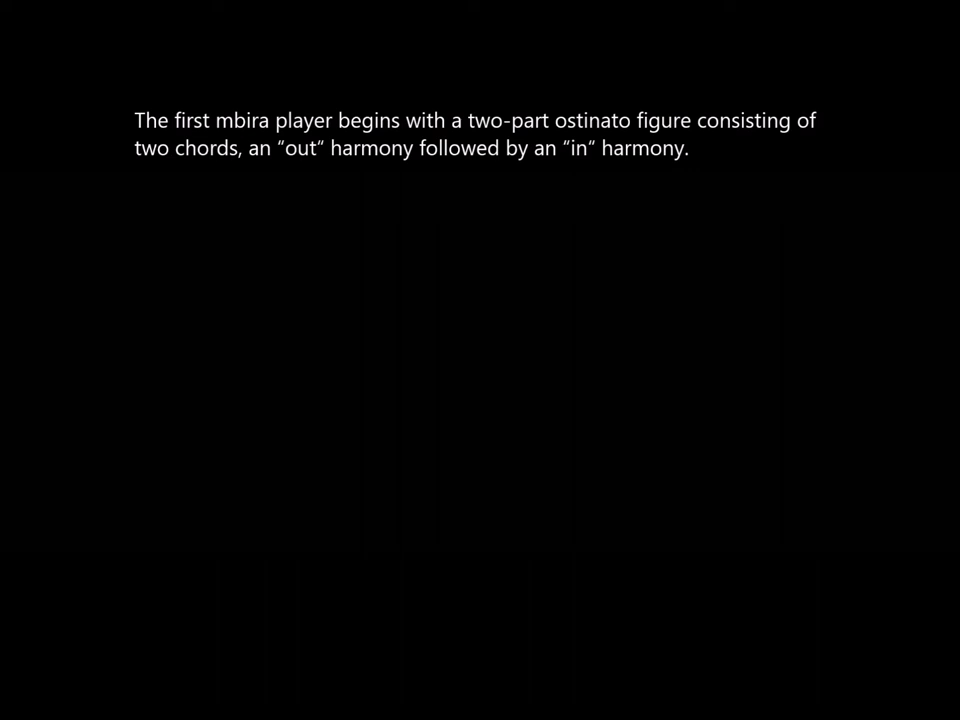 The first mbira player begins with a two-part ostinato figure consisting of
two chords, an “out“ harmony followed by an “in“ harmony.